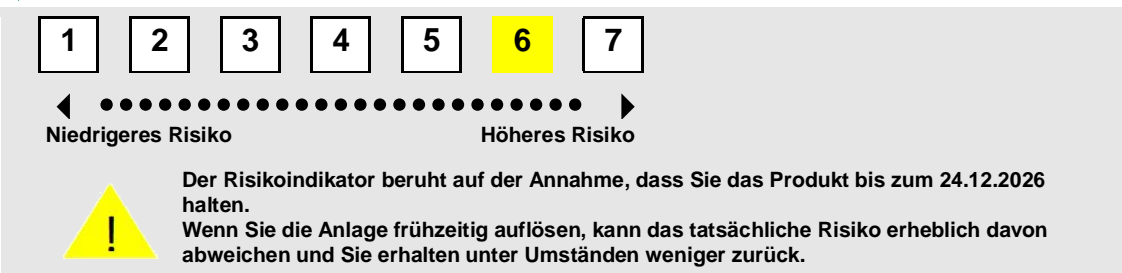 1 2 3 4 5 6 7
Niedrigeres Risiko Höheres Risiko
Der Risikoindikator beruht auf der Annahme, dass Sie das Produkt bis zum 24.12.2026
halten.
Wenn Sie die Anlage frühzeitig auflösen, kann das tatsächliche Risiko erheblich davon
abweichen und Sie erhalten unter Umständen weniger zurück.
!